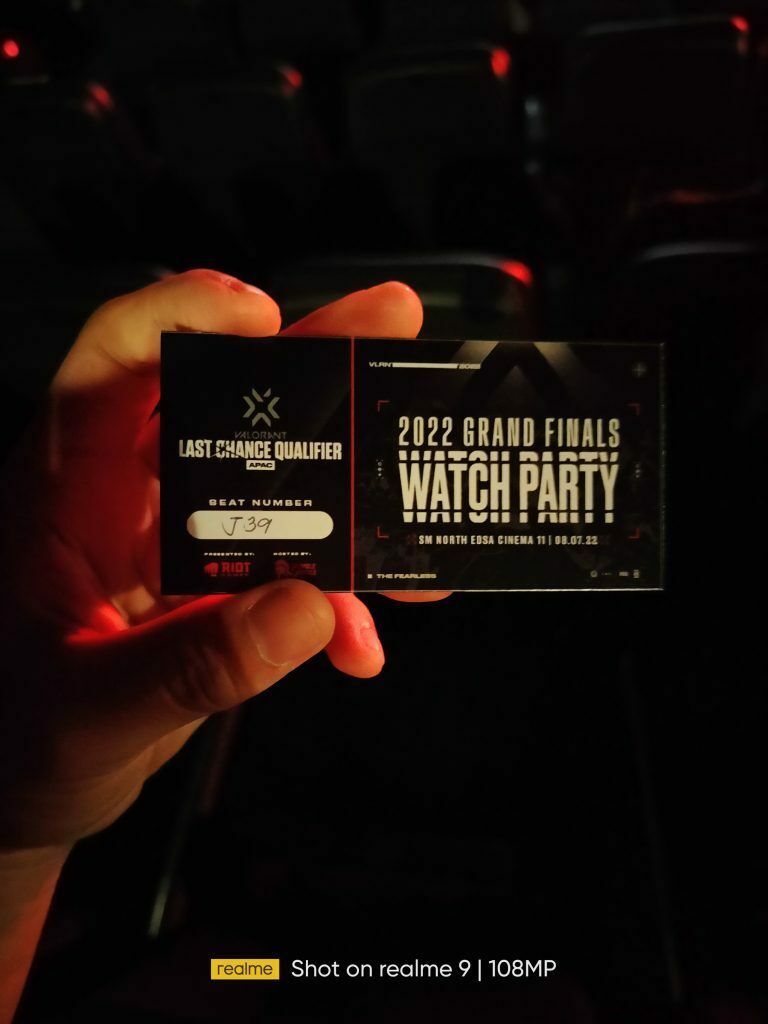 VALORANT
LAST CHANCE QUALIFIER
APAC
SEAT NUMBER
J39
PRESENTED BY:
HOSTED BY:
RIOT
2022 GRAND FINALS
WATCH PARTY
SM NORTH EDSA CINEMA 11 | 08.07.22
THE FEARLESS
realme
Shot on realme 9 | 108MP